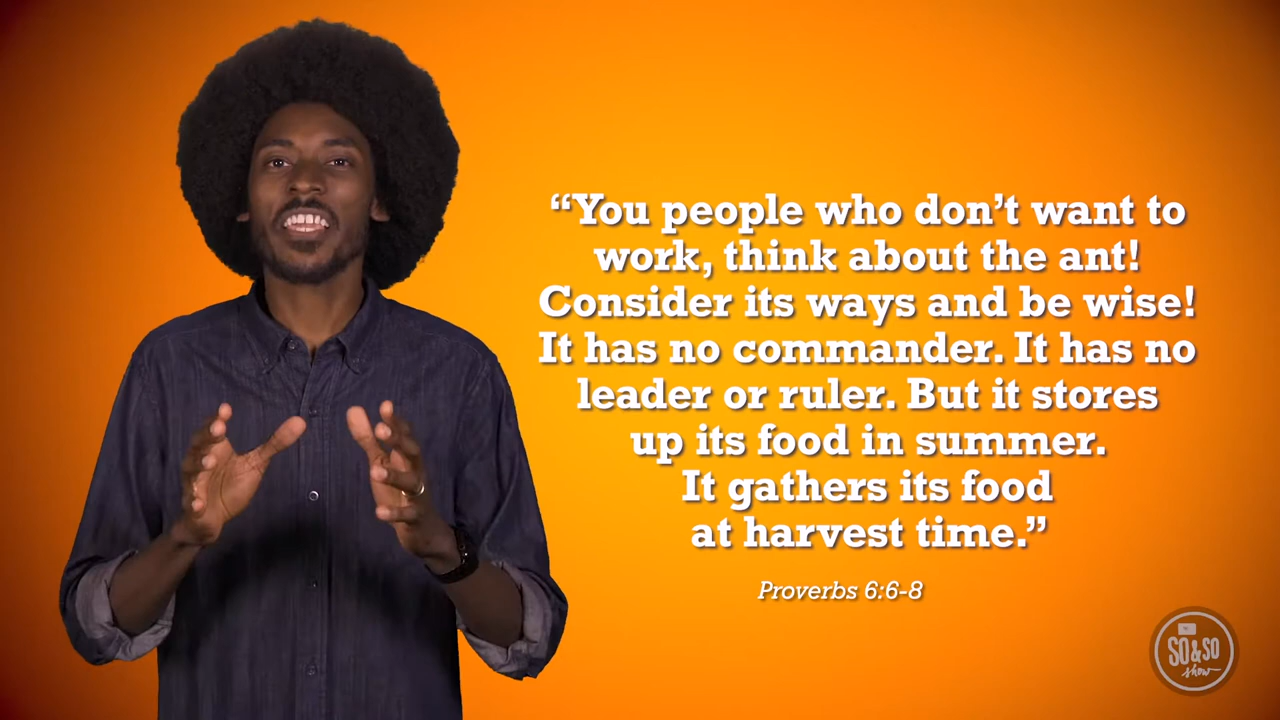 “You people who don’t want to
work, think about the ant!
Consider its ways and be wise!
It has no commander. It has no
leader or ruler. But it stores
up its food in summer.
It gathers its food
at harvest time.”
Proverbs 6:6-8
SO & SO
show